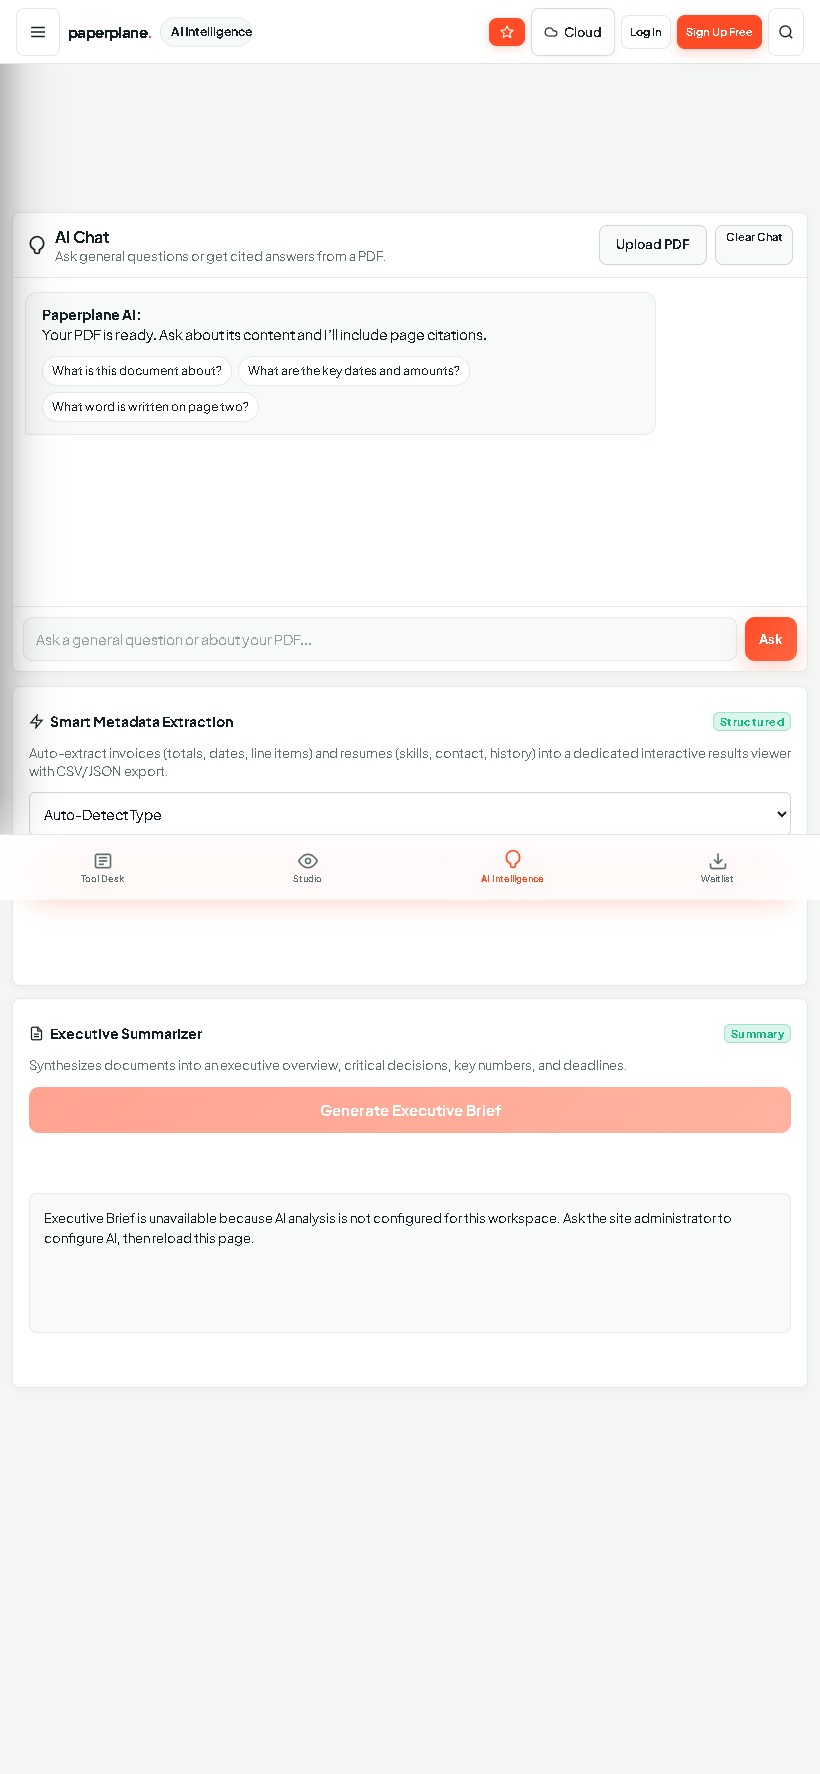 paperplane.
AI Intelligence
Cloud
Log In
Sign Up Free
AI Chat
Ask general questions or get cited answers from a PDF.
Upload PDF
Clear Chat
Paperplane AI:
Your PDF is ready. Ask about its content and I'll include page citations.
What is this document about?
What are the key dates and amounts?
What word is written on page two?
Ask a general question or about your PDF...
Ask
Smart Metadata Extraction
Structured
Auto-extract invoices (totals, dates, line items) and resumes (skills, contact, history) into a dedicated interactive results viewer
with CSV/JSON export.
Auto-Detect Type
Tool Desk
Studio
AI Intelligence
Waitlist
Executive Summarizer
Summary
Synthesizes documents into an executive overview, critical decisions, key numbers, and deadlines.
Generate Executive Brief
Executive Brief is unavailable because AI analysis is not configured for this workspace. Ask the site administrator to
configure AI, then reload this page.